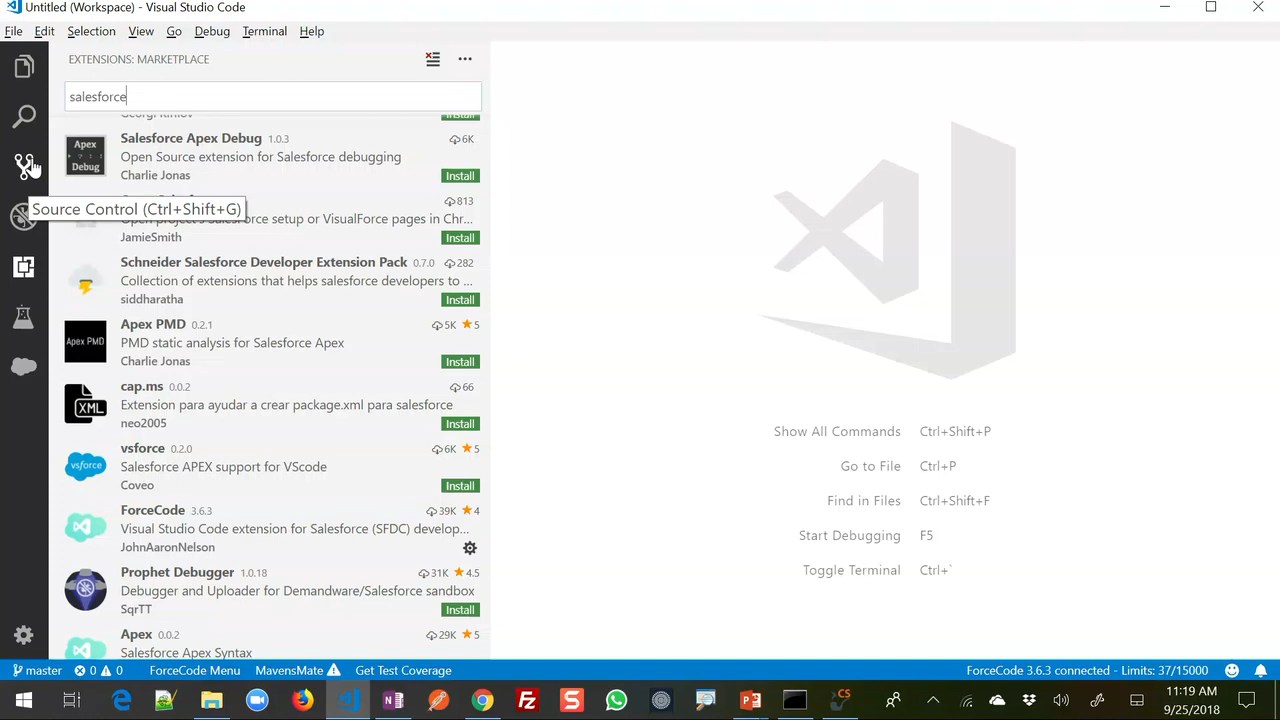 Untitled (Workspace) - Visual Studio Code
File Edit Selection View Go Debug Terminal Help
EXTENSIONS: MARKETPLACE
salesforce
Salesforce Apex Debug 1.0.3 6K
Apex Debug
Open Source extension for Salesforce debugging
Charlie Jonas Install
Source Control (Ctrl+Shift+G)
813
Open project's SalesForce setup or VisualForce pages in Chr...
JamieSmith Install
Schneider Salesforce Developer Extension Pack 0.7.0 282
Collection of extensions that helps salesforce developers to ...
siddharatha Install
Apex PMD 0.2.1 5K 5
Apex PMD
PMD static analysis for Salesforce Apex
Charlie Jonas Install
cap.ms 0.0.2 66
XML
Extension para ayudar a crear package.xml para salesforce
neo2005 Install
vsforce 0.2.0 6K 5
vsforce
Salesforce APEX support for VScode
Coveo Install
ForceCode 3.6.3 39K 4
Visual Studio Code extension for Salesforce (SFDC) develop...
JohnAaronNelson
Prophet Debugger 1.0.18 31K 4.5
Debugger and Uploader for Demandware/Salesforce sandbox
SqrTT Install
Apex 0.0.2 29K 5
Salesforce Apex Syntax
Show All Commands Ctrl+Shift+P
Go to File Ctrl+P
Find in Files Ctrl+Shift+F
Start Debugging F5
Toggle Terminal Ctrl+`
master 0 0 ForceCode Menu MavensMate Get Test Coverage ForceCode 3.6.3 connected - Limits: 37/15000
11:19 AM
9/25/2018